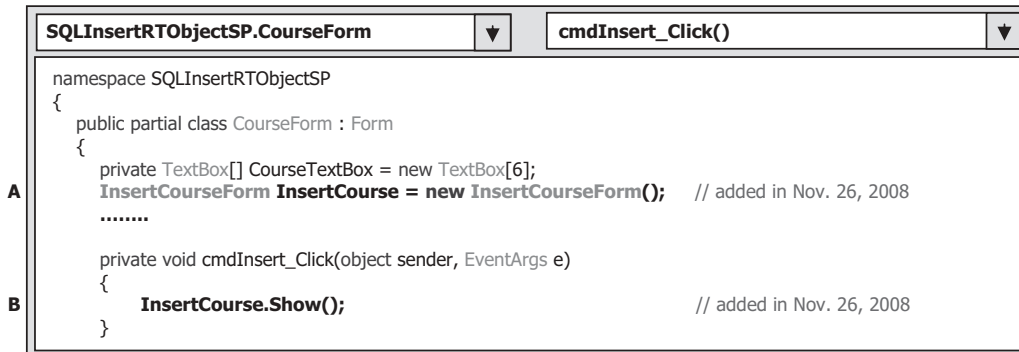 SQLInsertRTObjectSP.CourseForm cmdInsert_Click()
namespace SQLInsertRTObjectSP
{
public partial class CourseForm : Form
{
private TextBox[] CourseTextBox = new TextBox[6];
A InsertCourseForm InsertCourse = new InsertCourseForm(); // added in Nov. 26, 2008
........
private void cmdInsert_Click(object sender, EventArgs e)
{
B InsertCourse.Show(); // added in Nov. 26, 2008
}